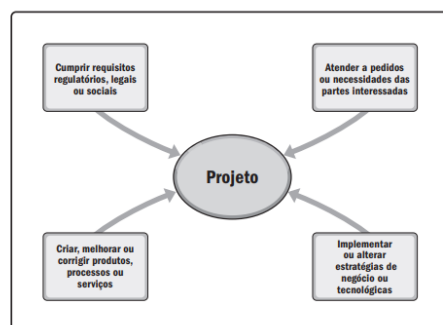 Cumprir requisitos
regulatórios, legais
ou sociais
Atender a pedidos
ou necessidades das
partes interessadas
Projeto
Criar, melhorar ou
corrigir produtos,
processos ou
serviços
Implementar
ou alterar
estratégias de
negócio ou
tecnológicas